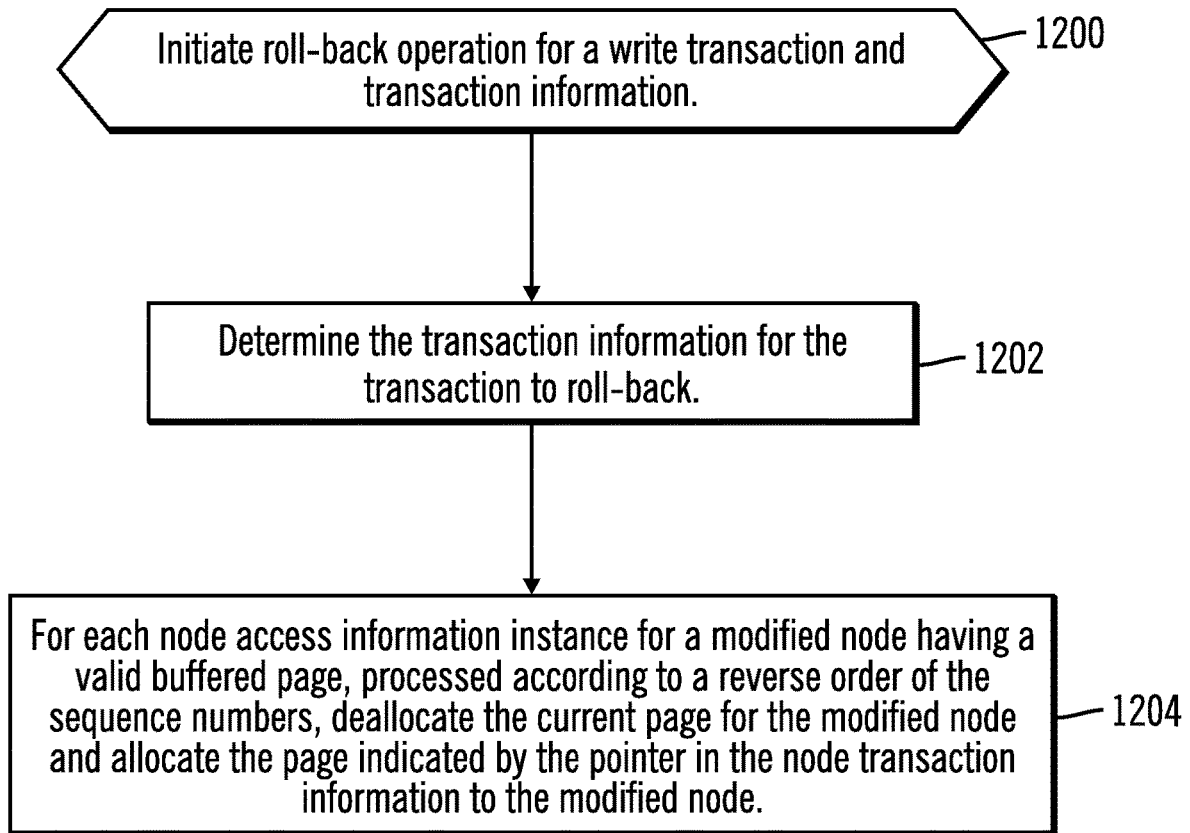 Initiate roll-back operation for a write transaction and
transaction information.
1200
Determine the transaction information for the
transaction to roll-back.
1202
For each node access information instance for a modified node having a
valid buffered page, processed according to a reverse order of the
sequence numbers, deallocate the current page for the modified node
and allocate the page indicated by the pointer in the node transaction
information to the modified node.
1204